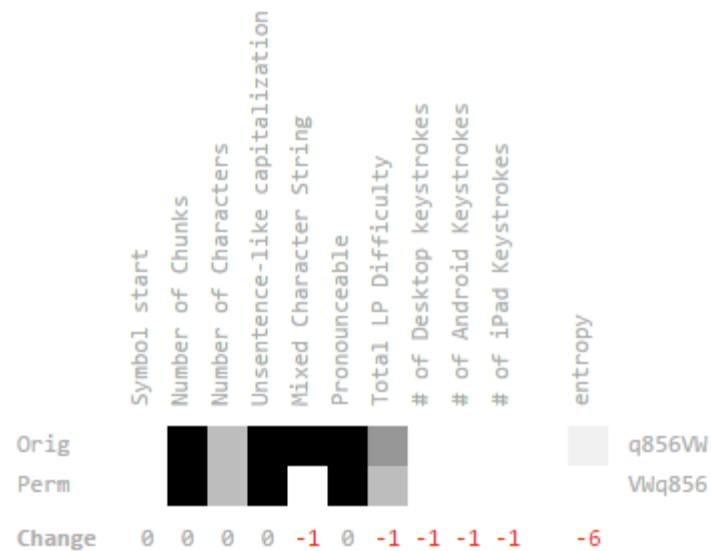 Symbol start
Number of Chunks
Number of Characters
Unsentence-like capitalization
Mixed Character String
Pronounceable
Total LP Difficulty
# of Desktop keystrokes
# of Android Keystrokes
# of iPad Keystrokes
entropy
Orig q856VW
Perm VWq856
Change 0 0 0 0 -1 0 -1 -1 -1 -1 -6